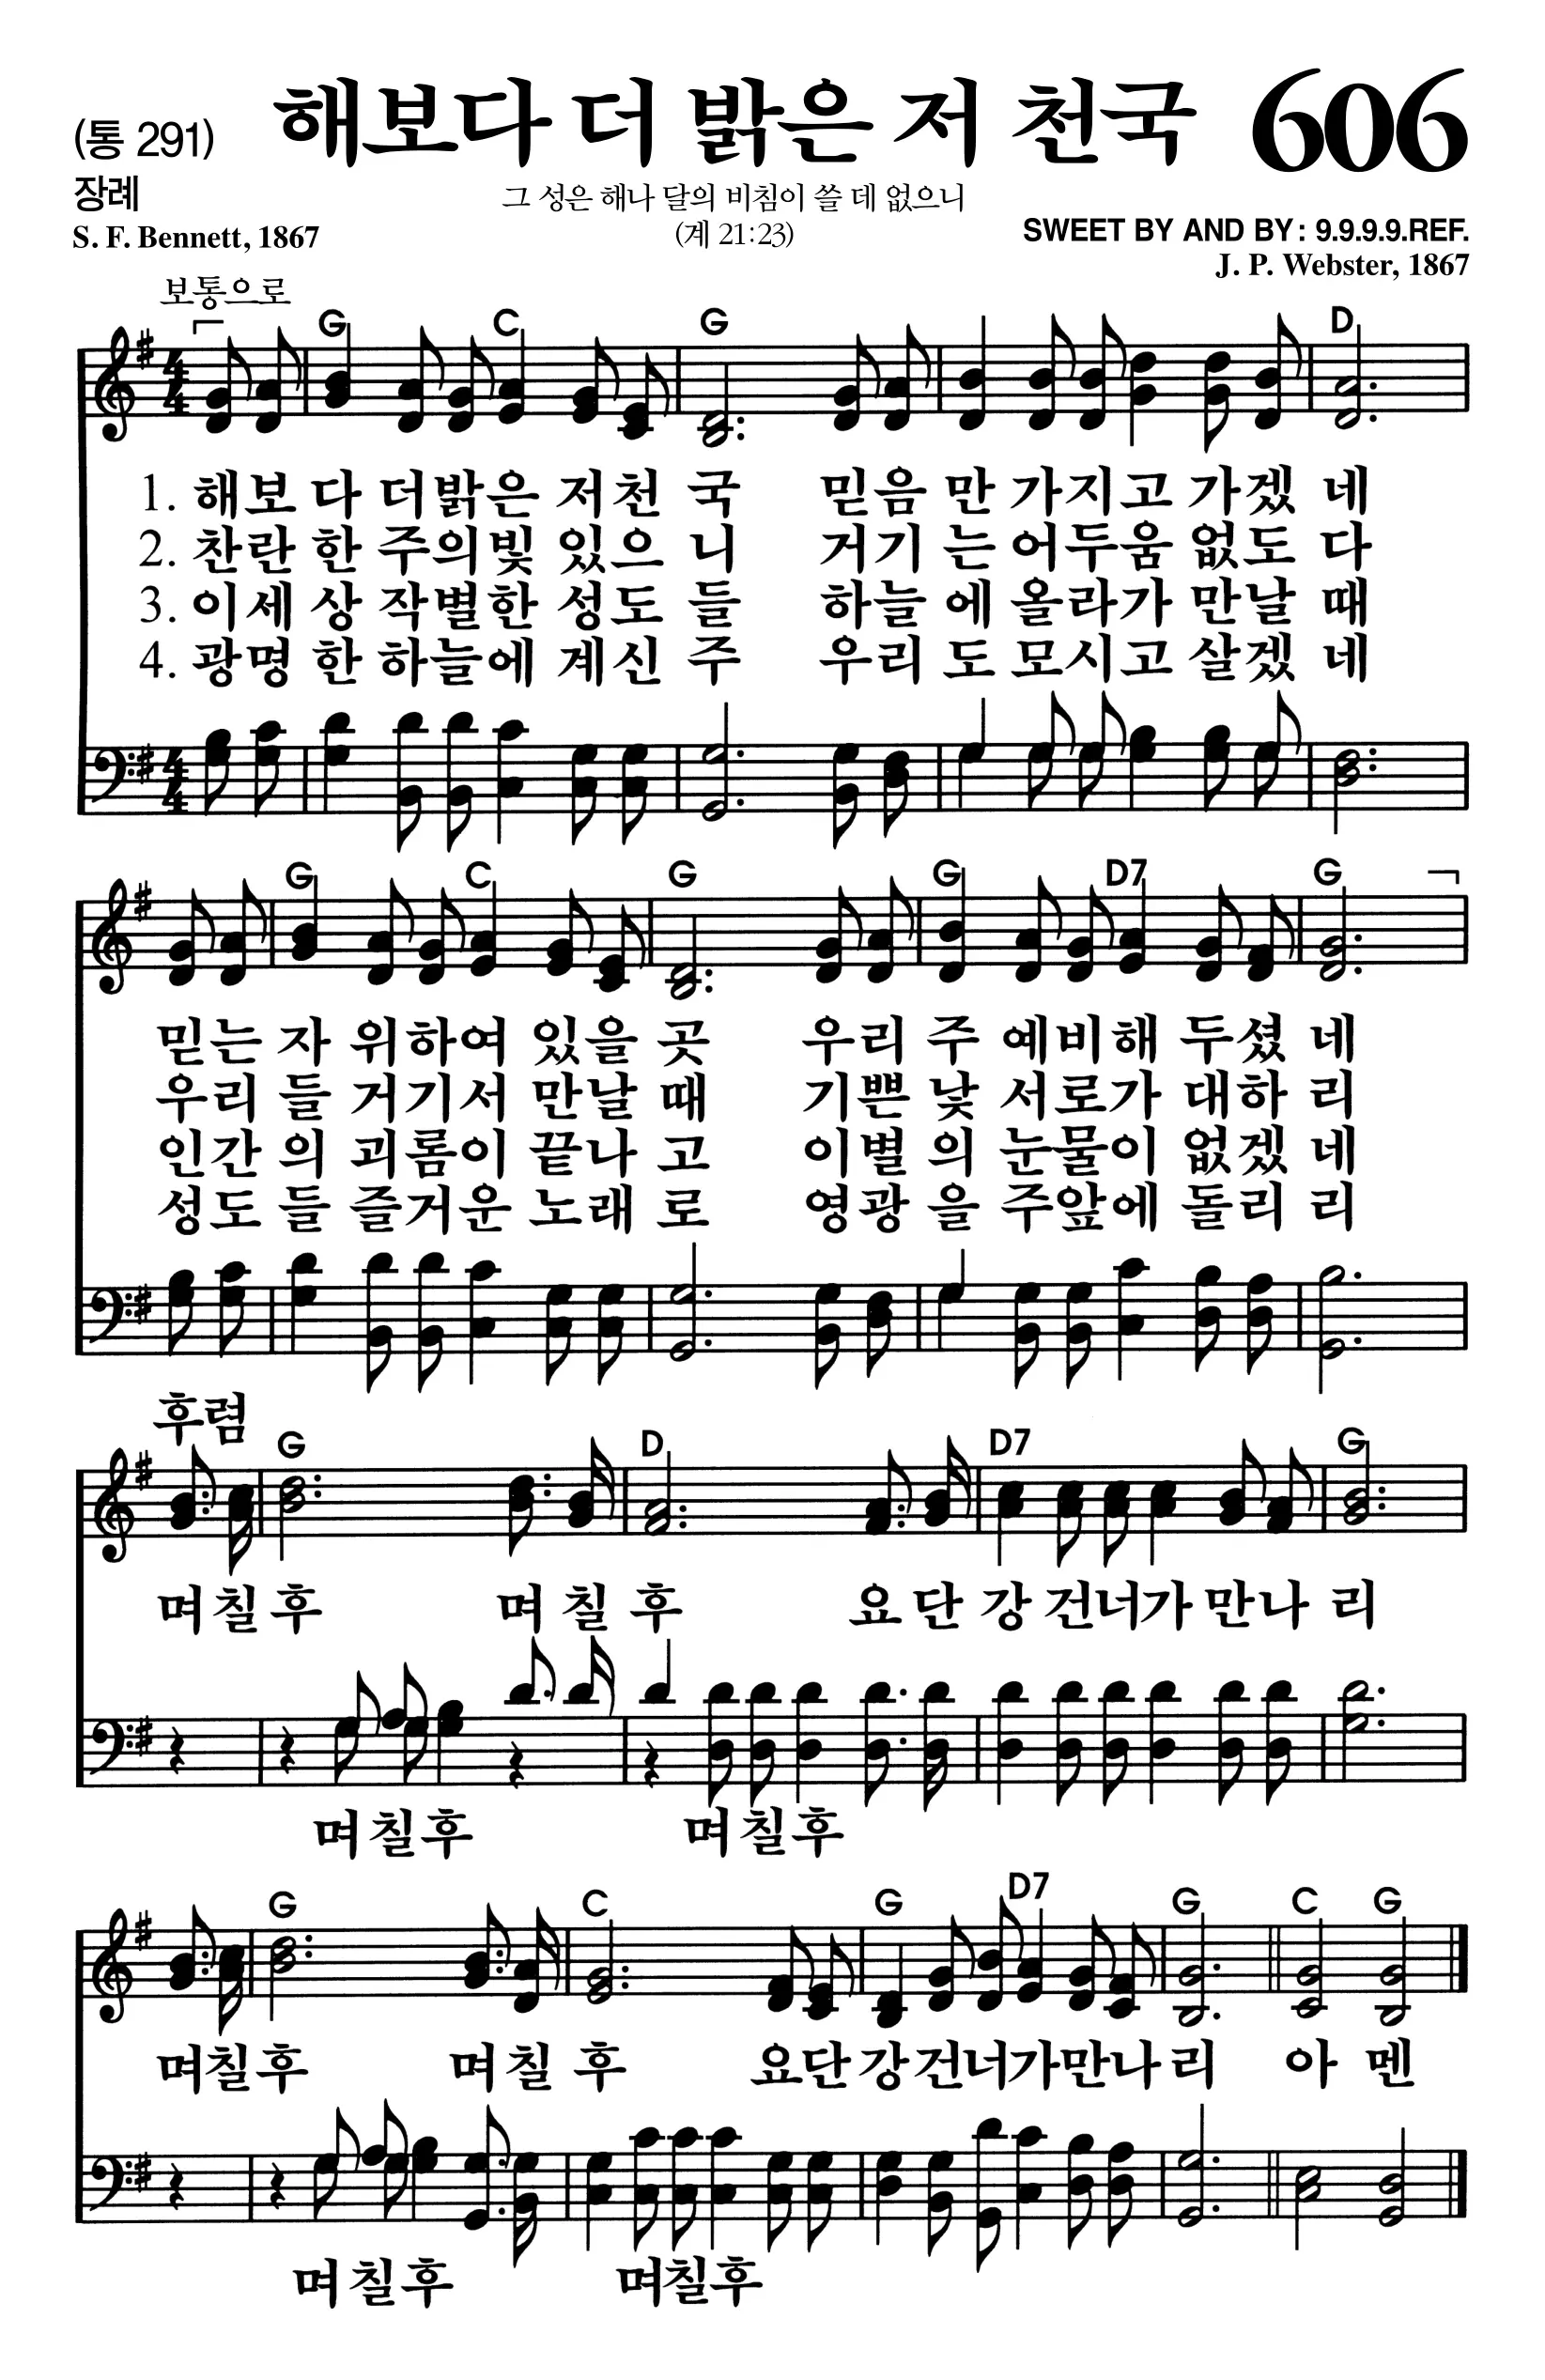 (통 291) 해보다 더 밝은 저 천국 606
장례
그 성은 해나 달의 비침이 쓸 데 없으니
S. F. Bennett, 1867 (계 21:23) SWEET BY AND BY: 9.9.9.9.REF.
J. P. Webster, 1867
보통으로
G C G D
4 4
1. 해보 다 더밝은 저천 국 믿음 만 가지고 가겠 네
2. 찬란 한 주의빛 있으 니 거기 는 어두움 없도 다
3. 이세 상 작별한 성도 들 하늘 에 올라가 만날 때
4. 광명 한 하늘에 계신 주 우리 도 모시고 살겠 네
4 4
G C G G D7 G
믿는 자 위하여 있을 곳 우리 주 예비해 두셨 네
우리 들 거기서 만날 때 기쁜 낯 서로가 대하 리
인간 의 괴롬이 끝나 고 이별 의 눈물이 없겠 네
성도 들 즐거운 노래 로 영광 을 주앞에 돌리 리
후렴
G D D7 G
며칠 후 며 칠 후 요 단 강 건너가 만나 리
며칠후 며칠후
G C G D7 G C G
며칠후 며 칠 후 요단강건너가만나리 아 멘
며칠후 며칠후